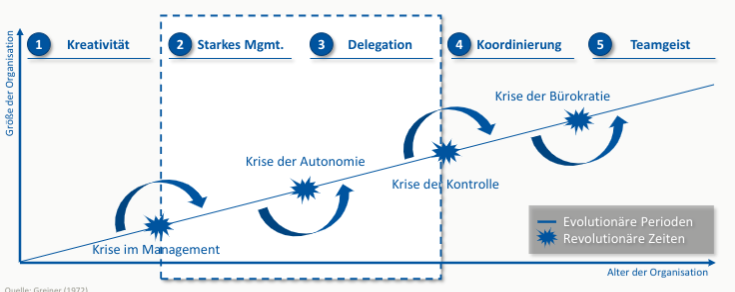 1 Kreativität
2 Starkes Mgmt.
3 Delegation
4 Koordinierung
5 Teamgeist
Größe der Organisation
Krise der Bürokratie
Krise der Autonomie
Krise der Kontrolle
Krise im Management
Evolutionäre Perioden
Revolutionäre Zeiten
Alter der Organisation
Quelle: Greiner (1972)